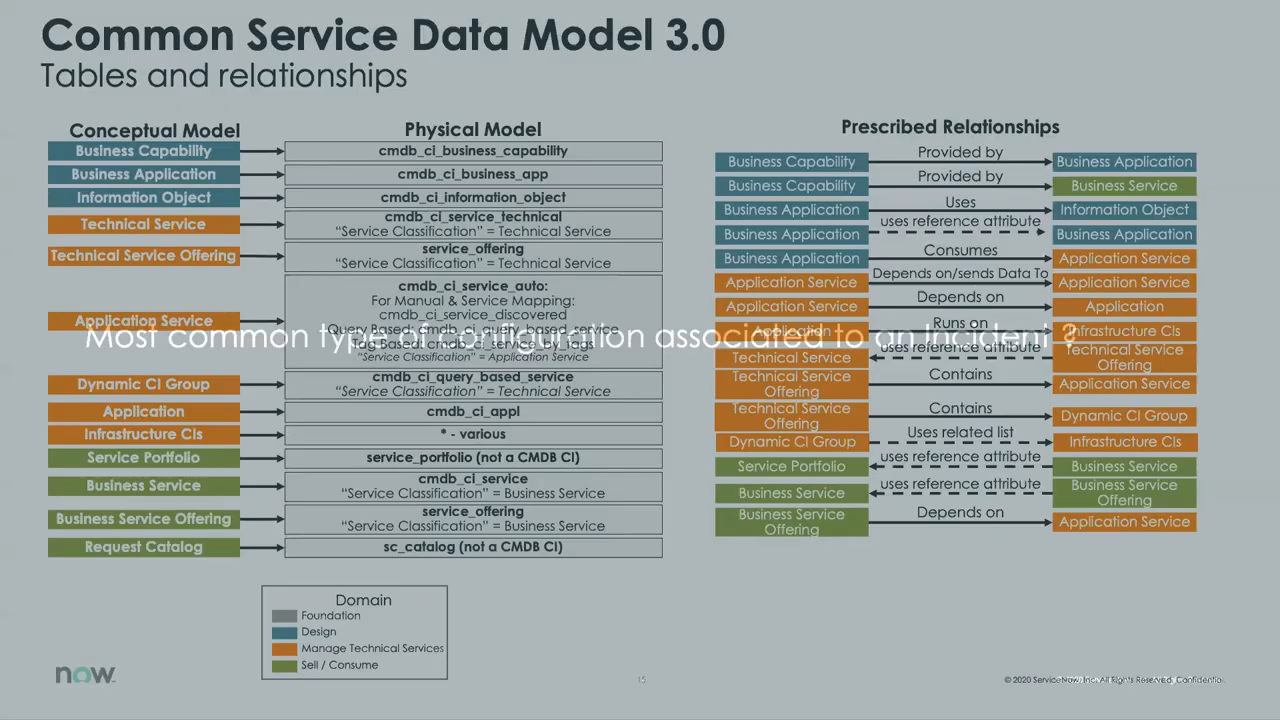 Common Service Data Model 3.0
Tables and relationships
Conceptual Model
Physical Model
Business Capability
cmdb_ci_business_capability
Business Application
cmdb_ci_business_app
Information Object
cmdb_ci_information_object
Technical Service
cmdb_ci_service_technical
“Service Classification” = Technical Service
Technical Service Offering
service_offering
“Service Classification” = Technical Service
Application Service
cmdb_ci_service_auto:
For Manual & Service Mapping:
cmdb_ci_service_discovered
Query Based: cmdb_ci_query_based_service
Tag Based: cmdb_ci_service_by_tags
“Service Classification” = Application Service
Dynamic CI Group
cmdb_ci_query_based_service
“Service Classification” = Technical Service
Application
cmdb_ci_appl
Infrastructure CIs
* - various
Service Portfolio
service_portfolio (not a CMDB CI)
Business Service
cmdb_ci_service
“Service Classification” = Business Service
Business Service Offering
service_offering
“Service Classification” = Business Service
Request Catalog
sc_catalog (not a CMDB CI)
Prescribed Relationships
Business Capability Provided by Business Application
Business Capability Provided by Business Service
Business Application Uses Information Object
Business Application uses reference attribute Business Application
Business Application Consumes Application Service
Application Service Depends on/sends Data To Application Service
Application Service Depends on Application
Application Runs on Infrastructure CIs
Technical Service uses reference attribute Technical Service
Offering
Technical Service
Offering
Contains Application Service
Technical Service
Offering
Contains Dynamic CI Group
Dynamic CI Group Uses related list Infrastructure CIs
Service Portfolio uses reference attribute Business Service
Business Service uses reference attribute Business Service
Offering
Business Service
Offering
Depends on Application Service
Most common type of configuration associated to an Incident ?
Domain
Foundation
Design
Manage Technical Services
Sell / Consume
now
15
© 2020 ServiceNow, Inc. All Rights Reserved.